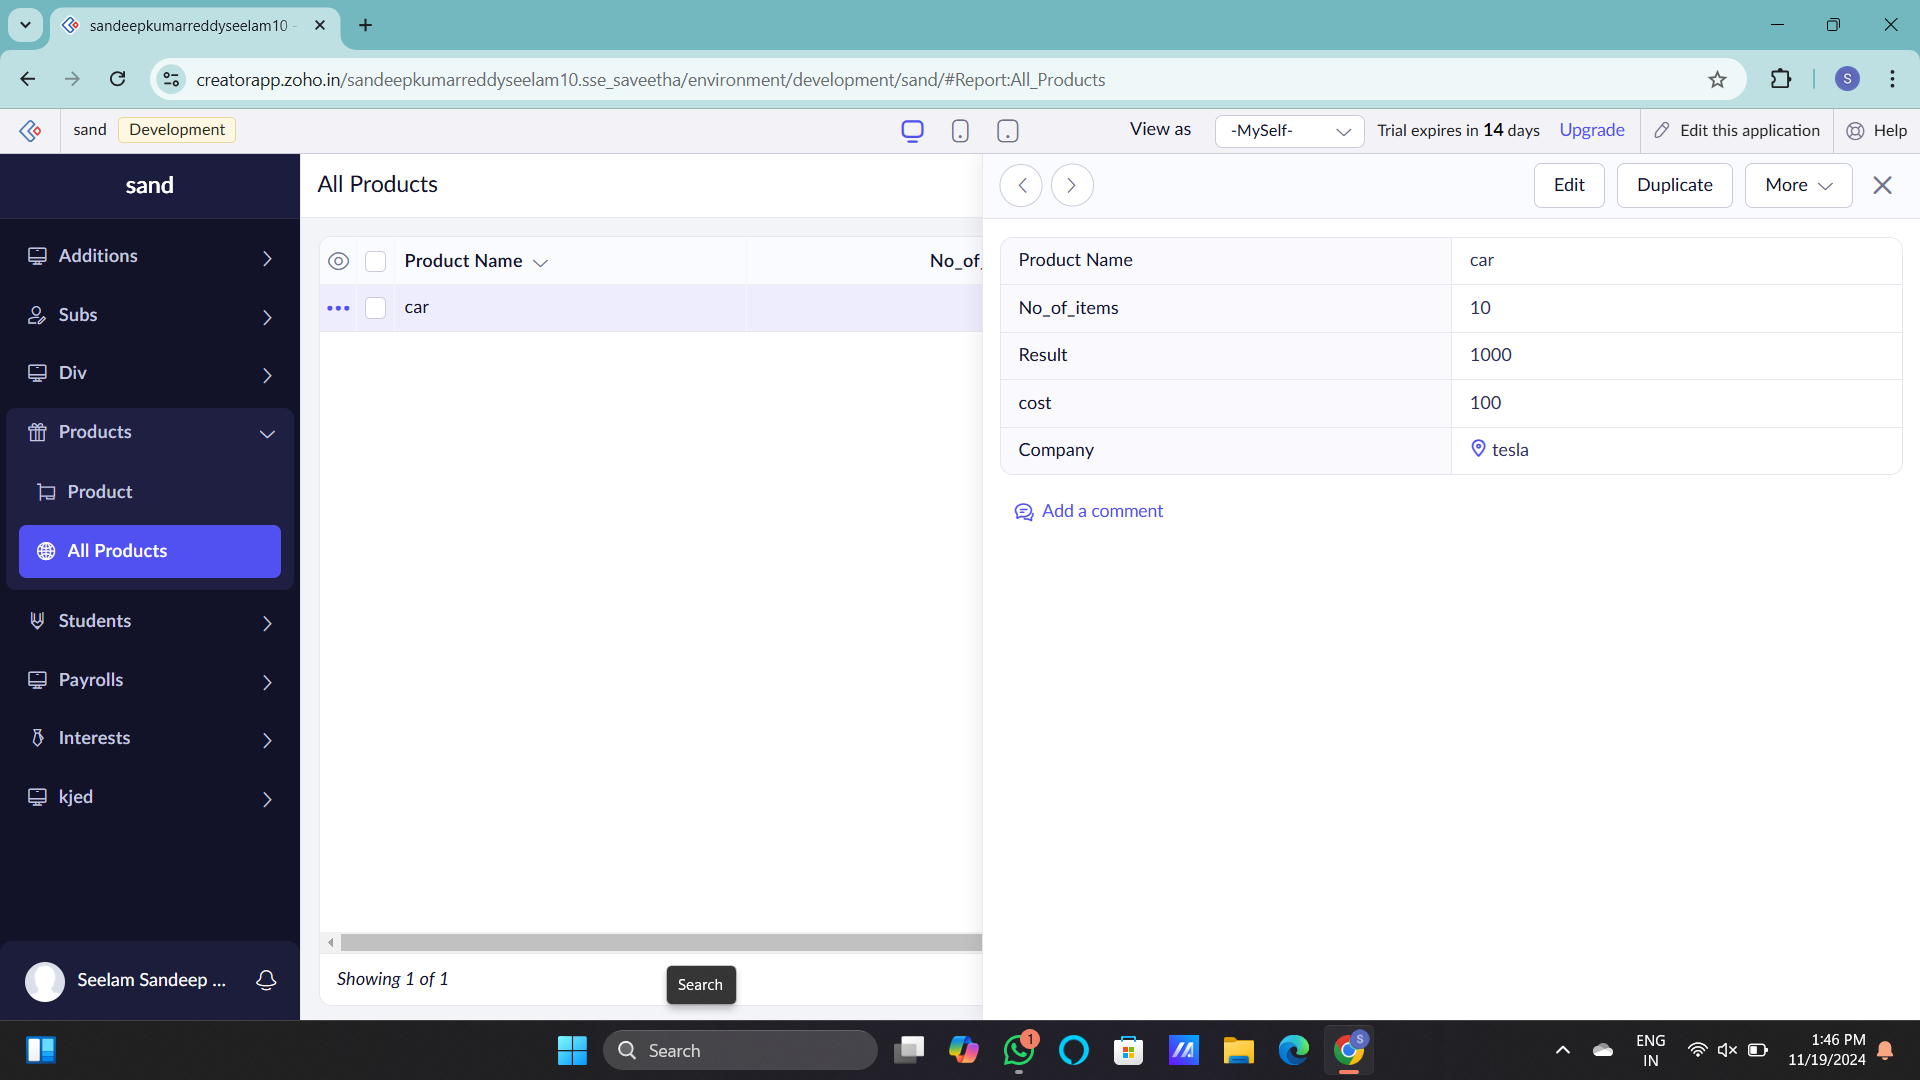 sandeepkumarreddyseelam10 -
creatorapp.zoho.in/sandeepkumarreddyseelam10.sse_saveetha/environment/development/sand/#Report:All_Products
S
sand Development View as -MySelf- Trial expires in 14 days Upgrade Edit this application Help
sand
Additions
Subs
Div
Products
Product
All Products
Students
Payrolls
Interests
kjed
Seelam Sandeep ...
All Products
Product Name No_of_
car
Showing 1 of 1
Search
Edit Duplicate More
Product Name car
No_of_items 10
Result 1000
cost 100
Company tesla
Add a comment
Search
1
S
ENG
IN
1:46 PM
11/19/2024